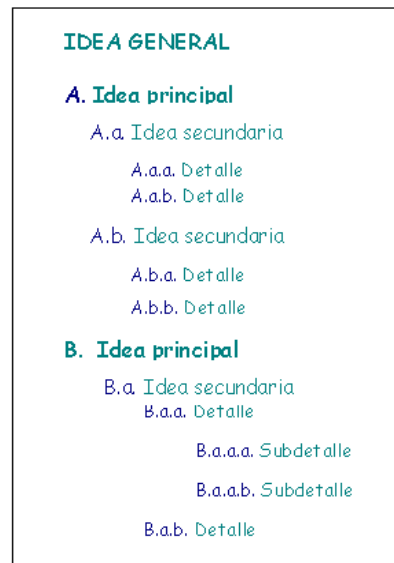 IDEA GENERAL
A. Idea principal
A.a. Idea secundaria
A.a.a. Detalle
A.a.b. Detalle
A.b. Idea secundaria
A.b.a. Detalle
A.b.b. Detalle
B. Idea principal
B.a. Idea secundaria
B.a.a. Detalle
B.a.a.a. Subdetalle
B.a.a.b. Subdetalle
B.a.b. Detalle